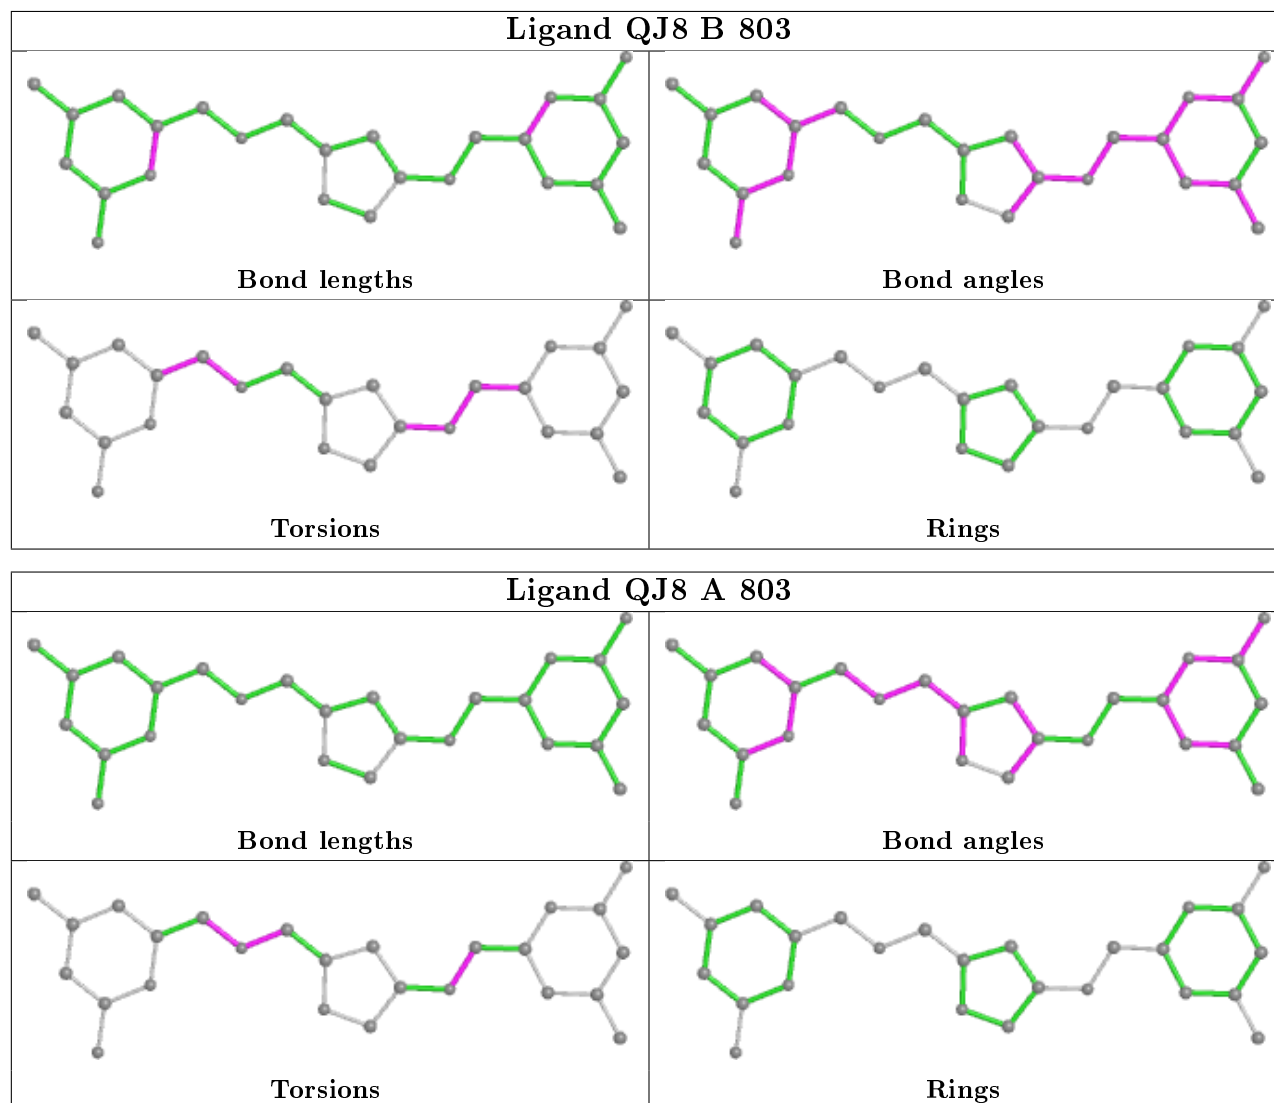 Ligand QJ8 B 803
Bond lengths
Bond angles
Torsions
Rings
Ligand QJ8 A 803
Bond lengths
Bond angles
Torsions
Rings